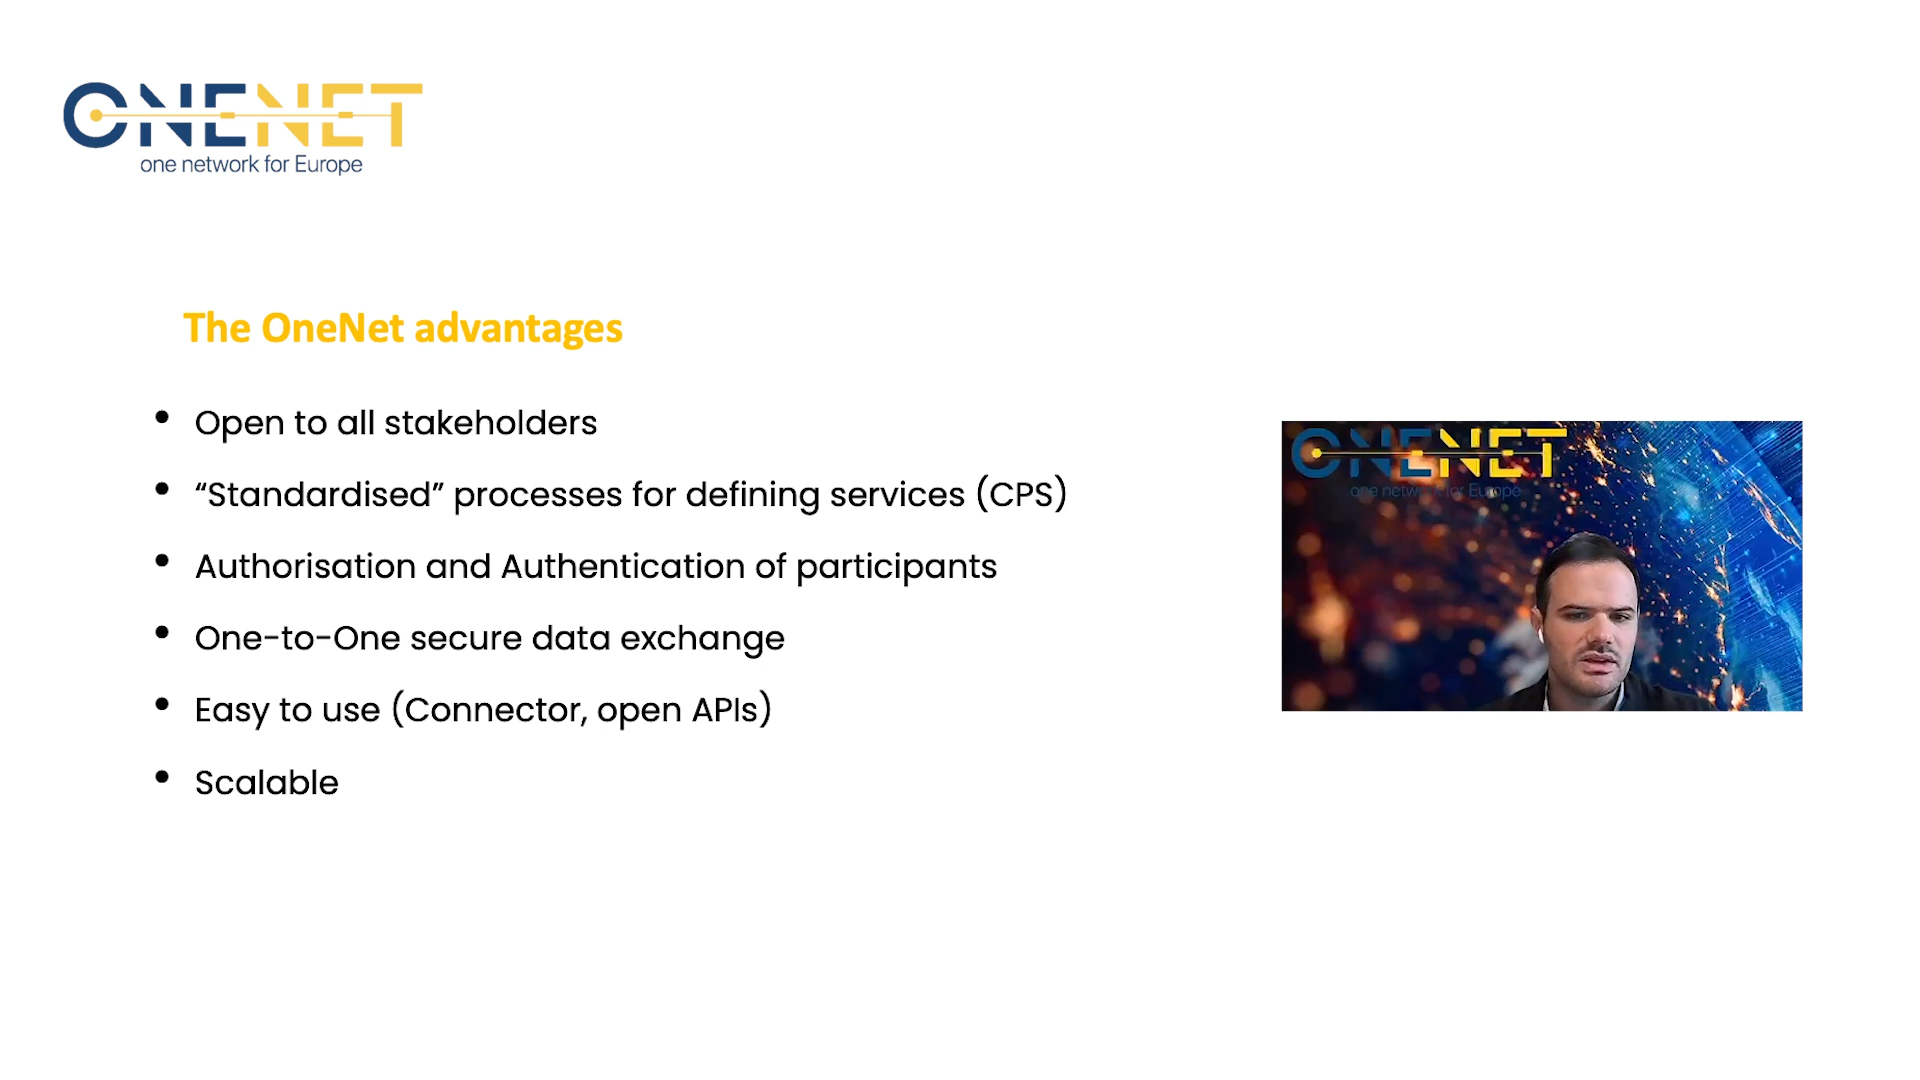 ONENET
one network for Europe
The OneNet advantages
• Open to all stakeholders
• “Standardised” processes for defining services (CPS)
• Authorisation and Authentication of participants
• One-to-One secure data exchange
• Easy to use (Connector, open APIs)
• Scalable
ONENET
one network for Europe